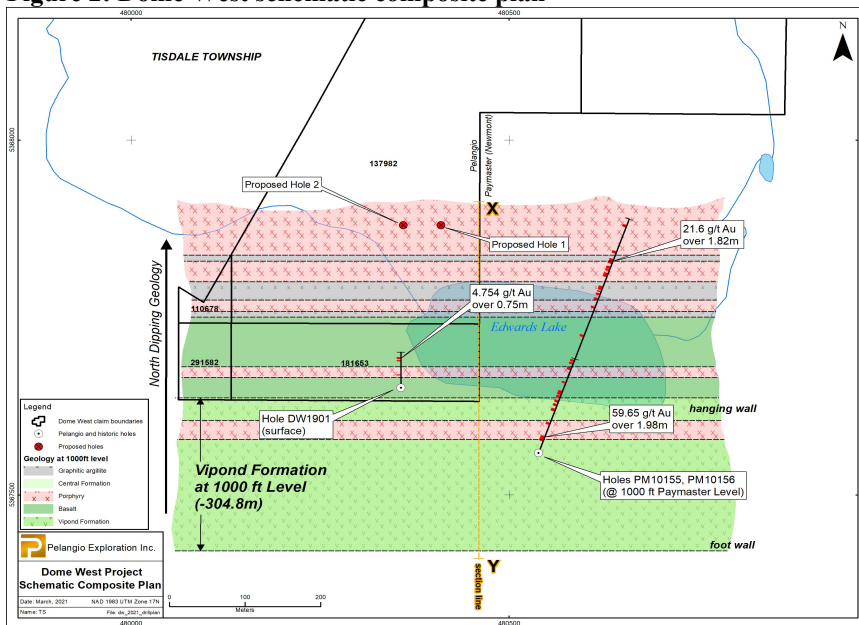 Figure 2: Dome West schematic composite plan
480000
480500
N
TISDALE TOWNSHIP
5368000
137982
Pelangio
Paymaster (Newmont)
Proposed Hole 2
X
Proposed Hole 1
21.6 g/t Au
over 1.82m
North Dipping Geology
4.754 g/t Au
over 0.75m
110678
Edwards Lake
291582
181653
Hole DW1901
(surface)
hanging wall
59.65 g/t Au
over 1.98m
Legend
Dome West claim boundaries
Pelangio and historic holes
Proposed holes
Geology at 1000ft level
Graphitic argillite
Central Formation
Porphyry
Basalt
Vipond Formation
Vipond Formation
at 1000 ft Level
(-304.8m)
Holes PM10155, PM10156
(@ 1000 ft Paymaster Level)
5367500
foot wall
Pelangio Exploration Inc.
Dome West Project
Schematic Composite Plan
Date: March, 2021
NAD 1983 UTM Zone 17N
Name: TS
File: dw_2021_drillplan
0
100
200
Meters
Y
section line
480000
480500